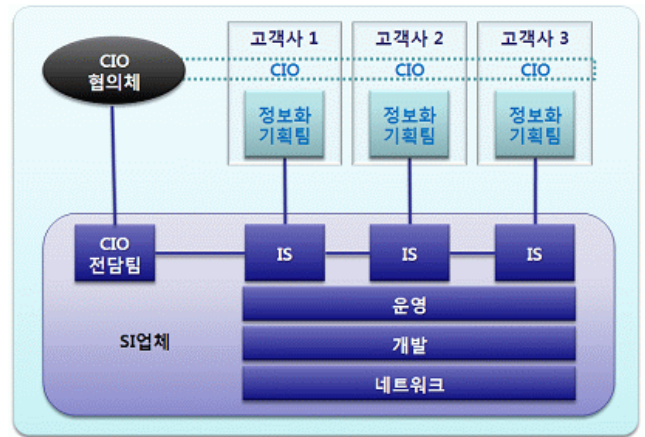 고객사 1
고객사 2
고객사 3
CIO
협의체
CIO
CIO
CIO
정보화
기획팀
정보화
기획팀
정보화
기획팀
CIO
전담팀
IS
IS
IS
SI업체
운영
개발
네트워크